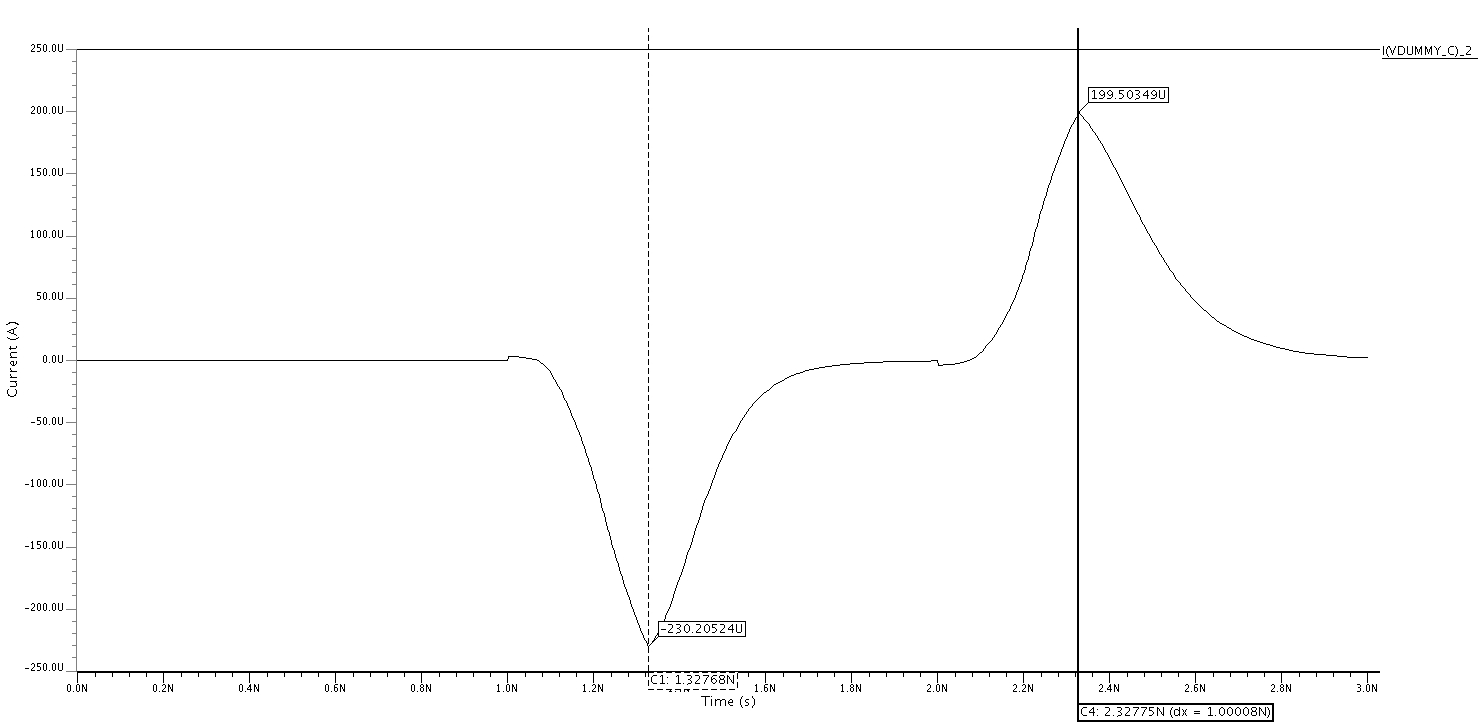 250.0U
200.0U
150.0U
100.0U
50.0U
0.0U
-50.0U
-100.0U
-150.0U
-200.0U
-250.0U
Current (A)
I(VDUMMY_C)_2
199.50349U
-230.20524U
0.0N 0.2N 0.4N 0.6N 0.8N 1.0N 1.2N 1.6N 1.8N 2.0N 2.2N 2.4N 2.6N 2.8N 3.0N
C1: 1.32768N
Time (s)
C4: 2.32775N (dx = 1.00008N)